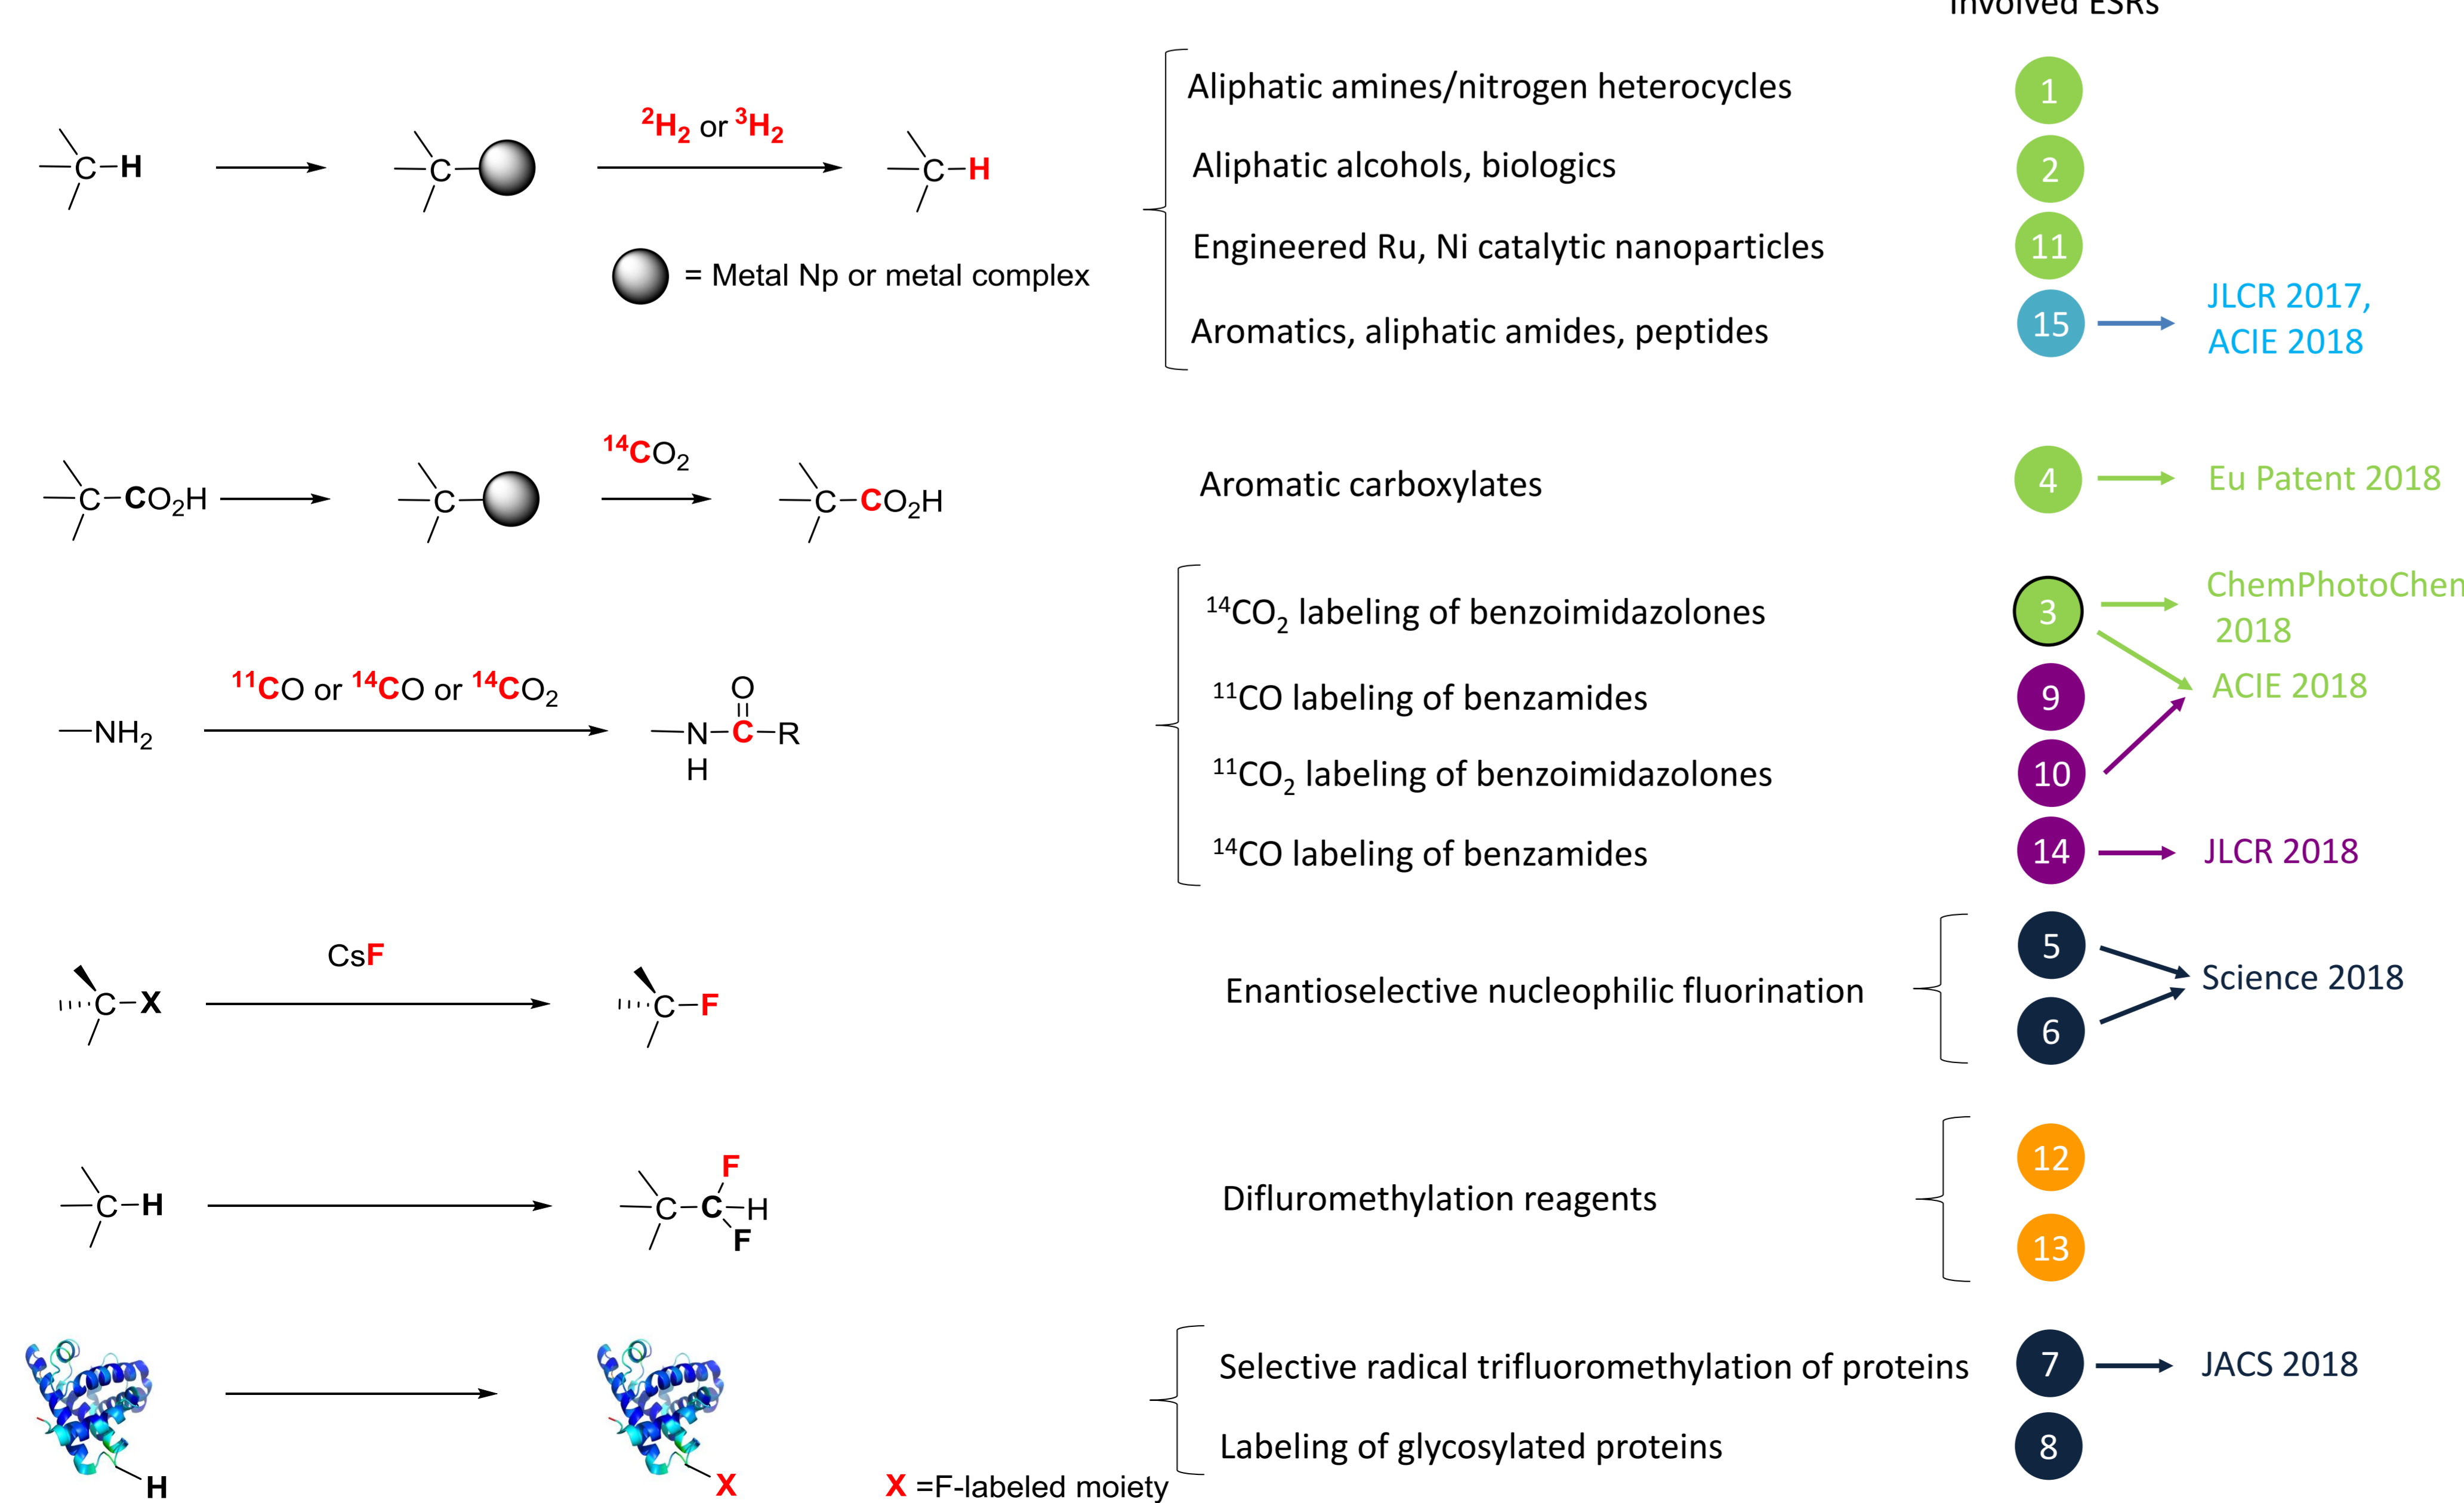 Involved ESRs
Aliphatic amines/nitrogen heterocycles
1
²H₂ or ³H₂
C–H
C
C–H
Aliphatic alcohols, biologics
2
Engineered Ru, Ni catalytic nanoparticles
11
= Metal Np or metal complex
Aromatics, aliphatic amides, peptides
15
JLCR 2017,
ACIE 2018
¹⁴CO₂
C–CO₂H
C
C–CO₂H
Aromatic carboxylates
4
Eu Patent 2018
¹⁴CO₂ labeling of benzoimidazolones
3
ChemPhotoChem
2018
¹¹CO or ¹⁴CO or ¹⁴CO₂
¹¹CO labeling of benzamides
9
ACIE 2018
–NH₂
O
N–C–R
H
¹¹CO₂ labeling of benzoimidazolones
10
¹⁴CO labeling of benzamides
14
JLCR 2018
CsF
C–X
C–F
Enantioselective nucleophilic fluorination
5
6
Science 2018
C–H
F
C–C–H
F
Difluromethylation reagents
12
13
Selective radical trifluoromethylation of proteins
7
JACS 2018
Labeling of glycosylated proteins
8
H
X
X =F-labeled moiety